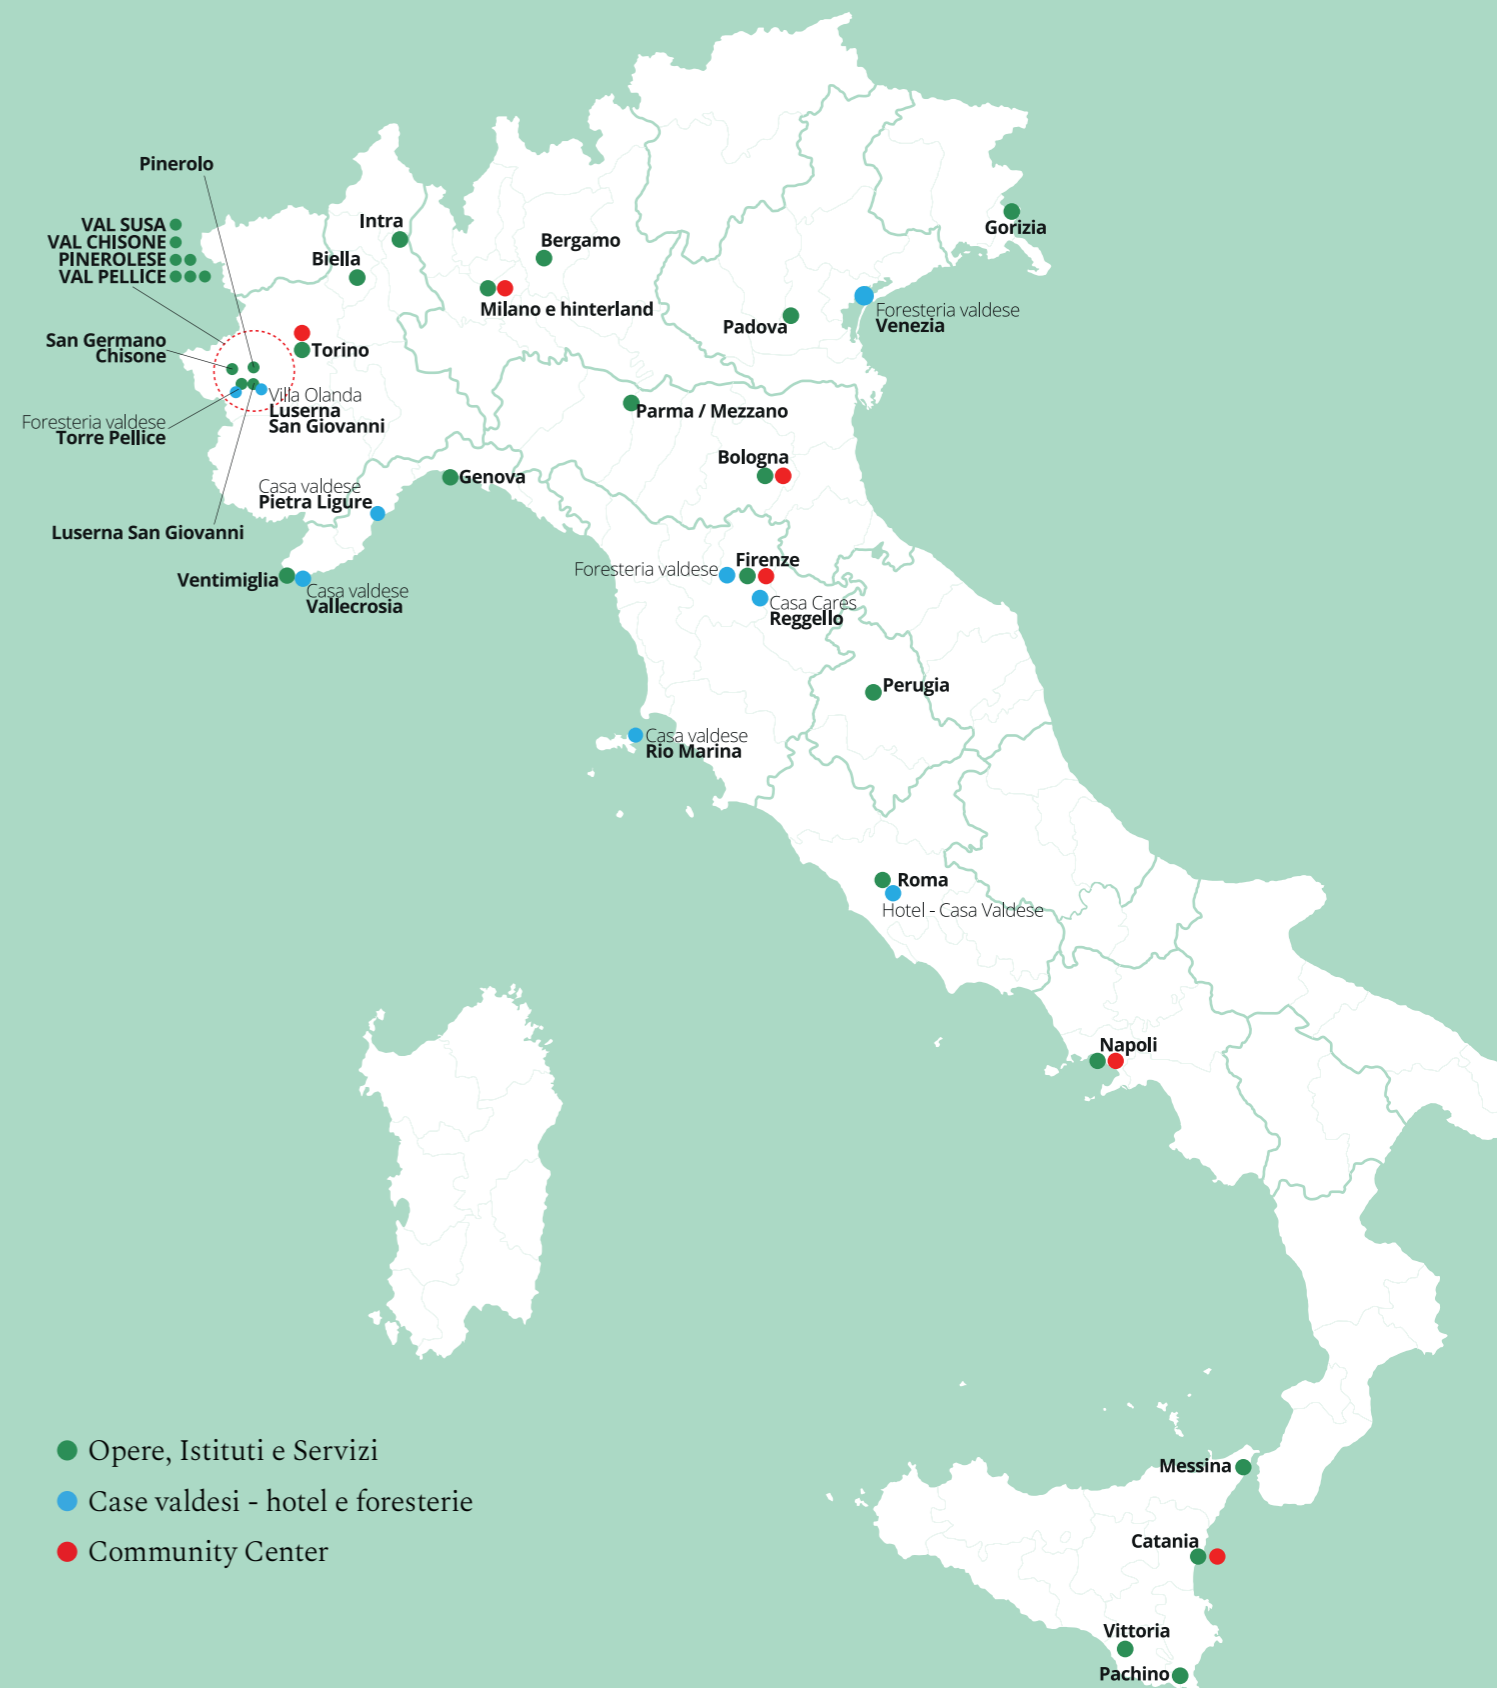 Pinerolo
VAL SUSA
VAL CHISONE
PINEROLESE
VAL PELLICE
Intra
Biella
Bergamo
Milano e hinterland
Gorizia
Padova
Foresteria valdese
Venezia
San Germano
Chisone
Torino
Villa Olanda
Luserna
San Giovanni
Foresteria valdese
Torre Pellice
Parma / Mezzano
Bologna
Genova
Casa valdese
Pietra Ligure
Luserna San Giovanni
Ventimiglia
Casa valdese
Vallecrosia
Foresteria valdese
Firenze
Casa Cares
Reggello
Perugia
Casa valdese
Rio Marina
Roma
Hotel - Casa Valdese
Napoli
Messina
Catania
Vittoria
Pachino
Opere, Istituti e Servizi
Case valdesi - hotel e foresterie
Community Center